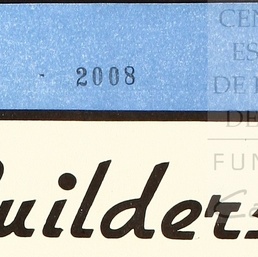 - 2008
uilders
CEN
ES
DE
DE
FUN